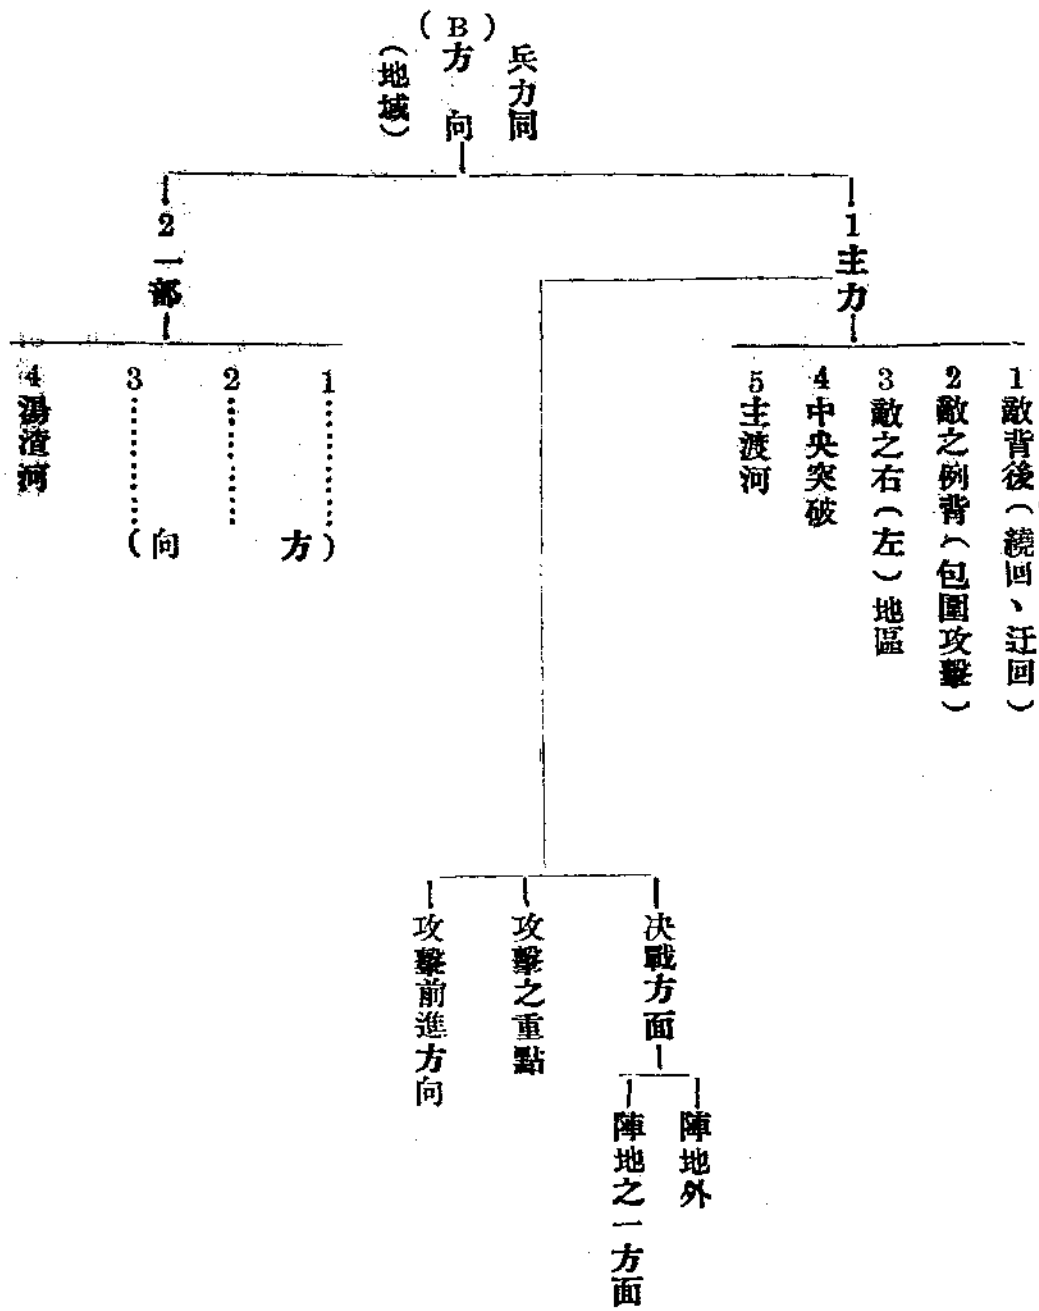 (B)
兵力同
方向
(地域)
1主力
1敵背後(繞回、迂回)
2敵之例背(包圍攻擊)
3敵之右(左)地區
4中央突破
5主渡河
决戰方面
陣地外
陣地之一方面
攻擊之重點
攻擊前進方向
2一部
1………
2………
3………
(方向)
4 渡河